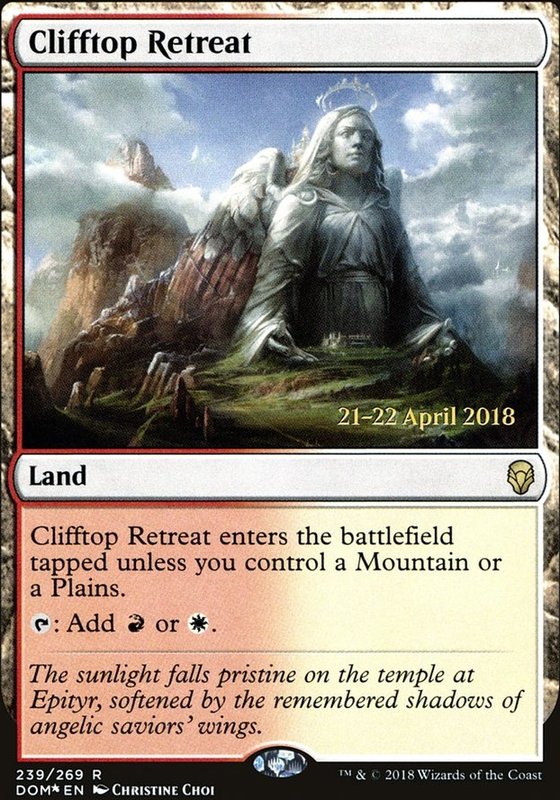 Clifftop Retreat
21–22 April 2018
Land
Clifftop Retreat enters the battlefield
tapped unless you control a Mountain or
a Plains.
: Add or .
The sunlight falls pristine on the temple at
Epityr, softened by the remembered shadows of
angelic saviors’ wings.
239/269 R
DOM★EN Christine Choi
™ & © 2018 Wizards of the Coast